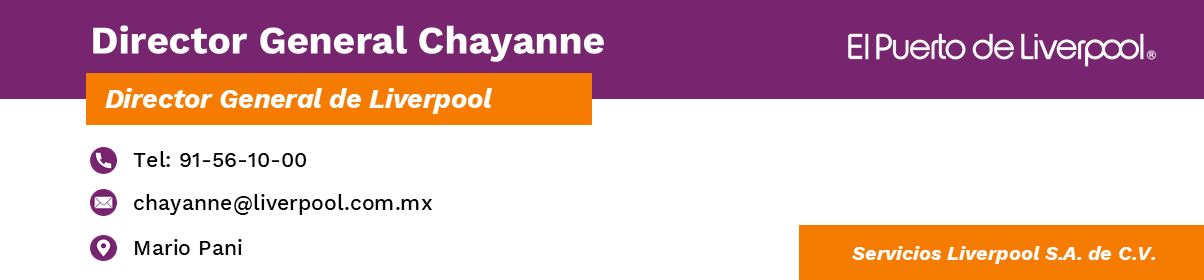 Director General Chayanne
El Puerto de Liverpool®
Director General de Liverpool
Tel: 91-56-10-00
chayanne@liverpool.com.mx
Mario Pani
Servicios Liverpool S.A. de C.V.